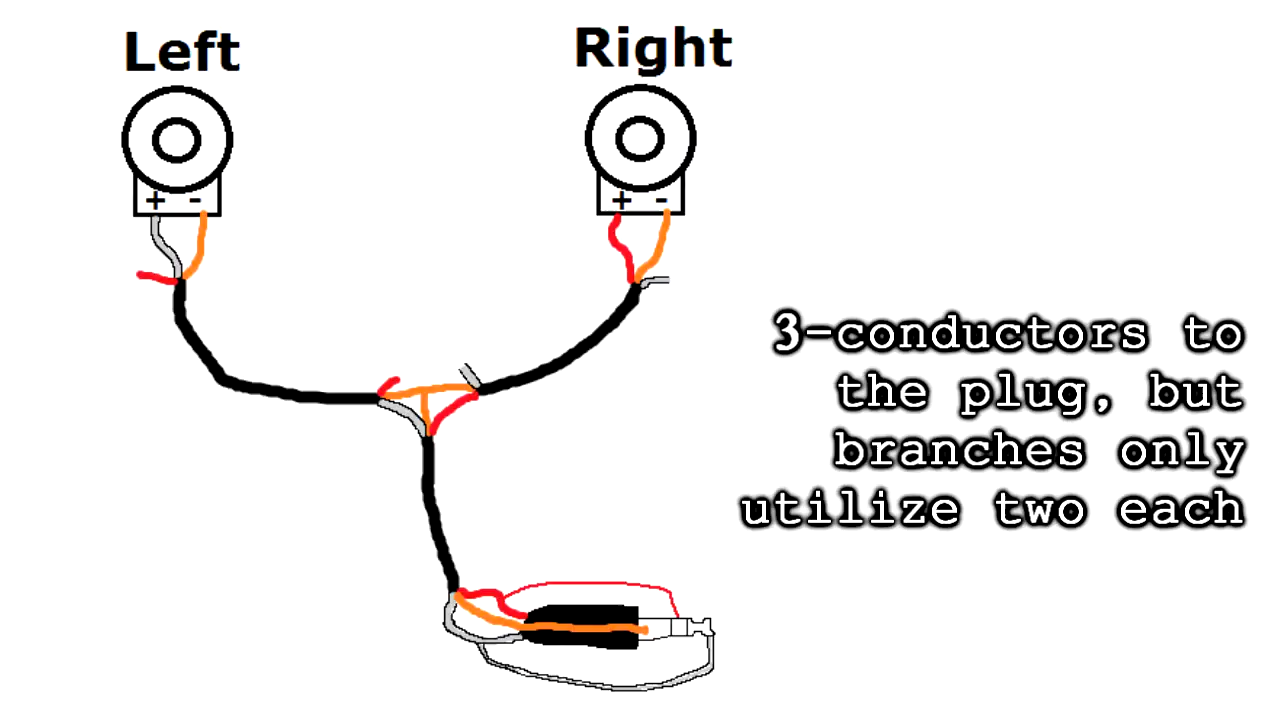 Left
Right
+ -
+ -
3-conductors to
the plug, but
branches only
utilize two each